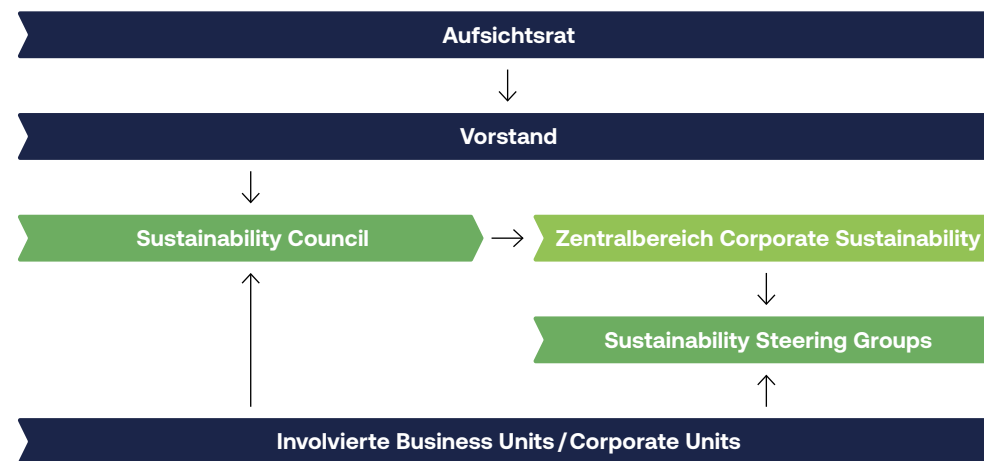 Aufsichtsrat
Vorstand
Sustainability Council
Zentralbereich Corporate Sustainability
Sustainability Steering Groups
Involvierte Business Units / Corporate Units